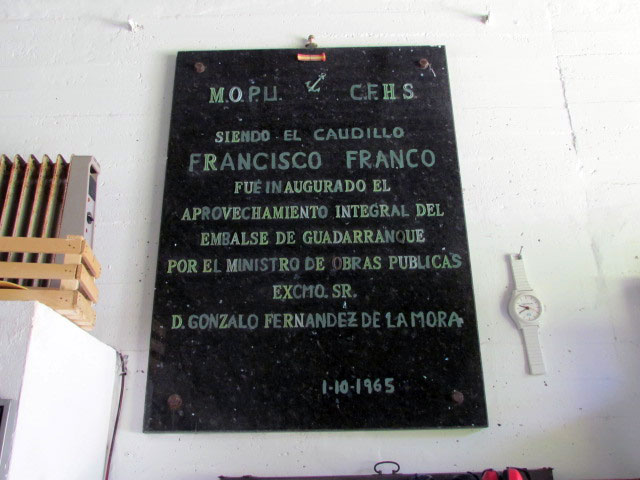 M.O.P.U. C.F.H.S.
SIENDO EL CAUDILLO
FRANCISCO FRANCO
FUÉ INAUGURADO EL
APROVECHAMIENTO INTEGRAL DEL
EMBALSE DE GUADARRANQUE
POR EL MINISTRO DE OBRAS PUBLICAS
EXCMO. SR.
D. GONZALO FERNANDEZ DE LA MORA
1-10-1965